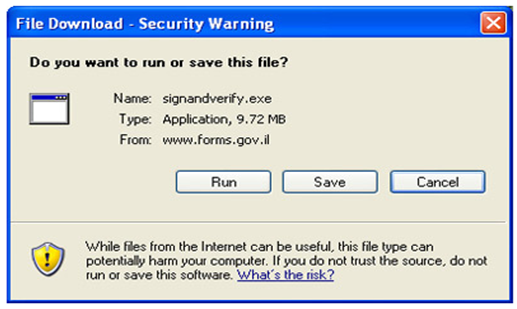 File Download - Security Warning
Do you want to run or save this file?
Name: signandverify.exe
Type: Application, 9.72 MB
From: www.forms.gov.il
Run Save Cancel
While files from the Internet can be useful, this file type can
potentially harm your computer. If you do not trust the source, do not
run or save this software. What's the risk?